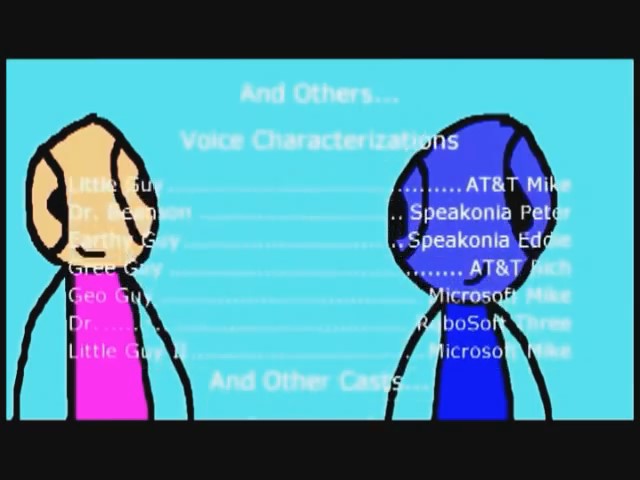 And Others...
Voice Characterizations
Little Guy .......................................... AT&T Mike
Dr. Beanson .................................. Speakonia Peter
Earthy Guy ................................... Speakonia Eddie
Gree Guy .......................................... AT&T Rich
Geo Guy ..................................... Microsoft Mike
Dr. ......................................... RoboSoft Three
Little Guy II ................................. Microsoft Mike
And Other Casts...